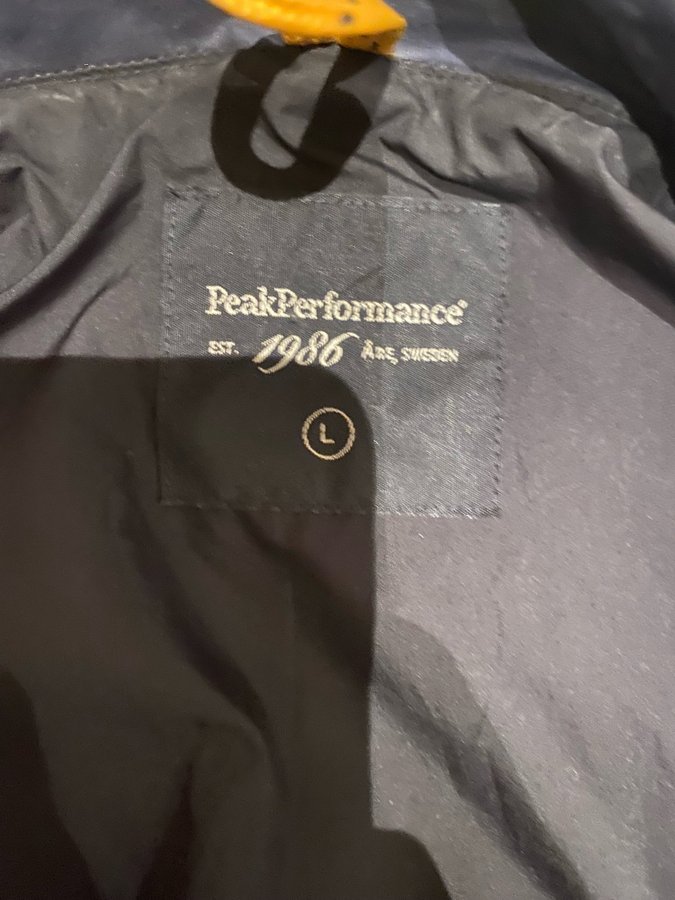 PeakPerformance®
EST. 1986 ÅRE, SWEDEN
L